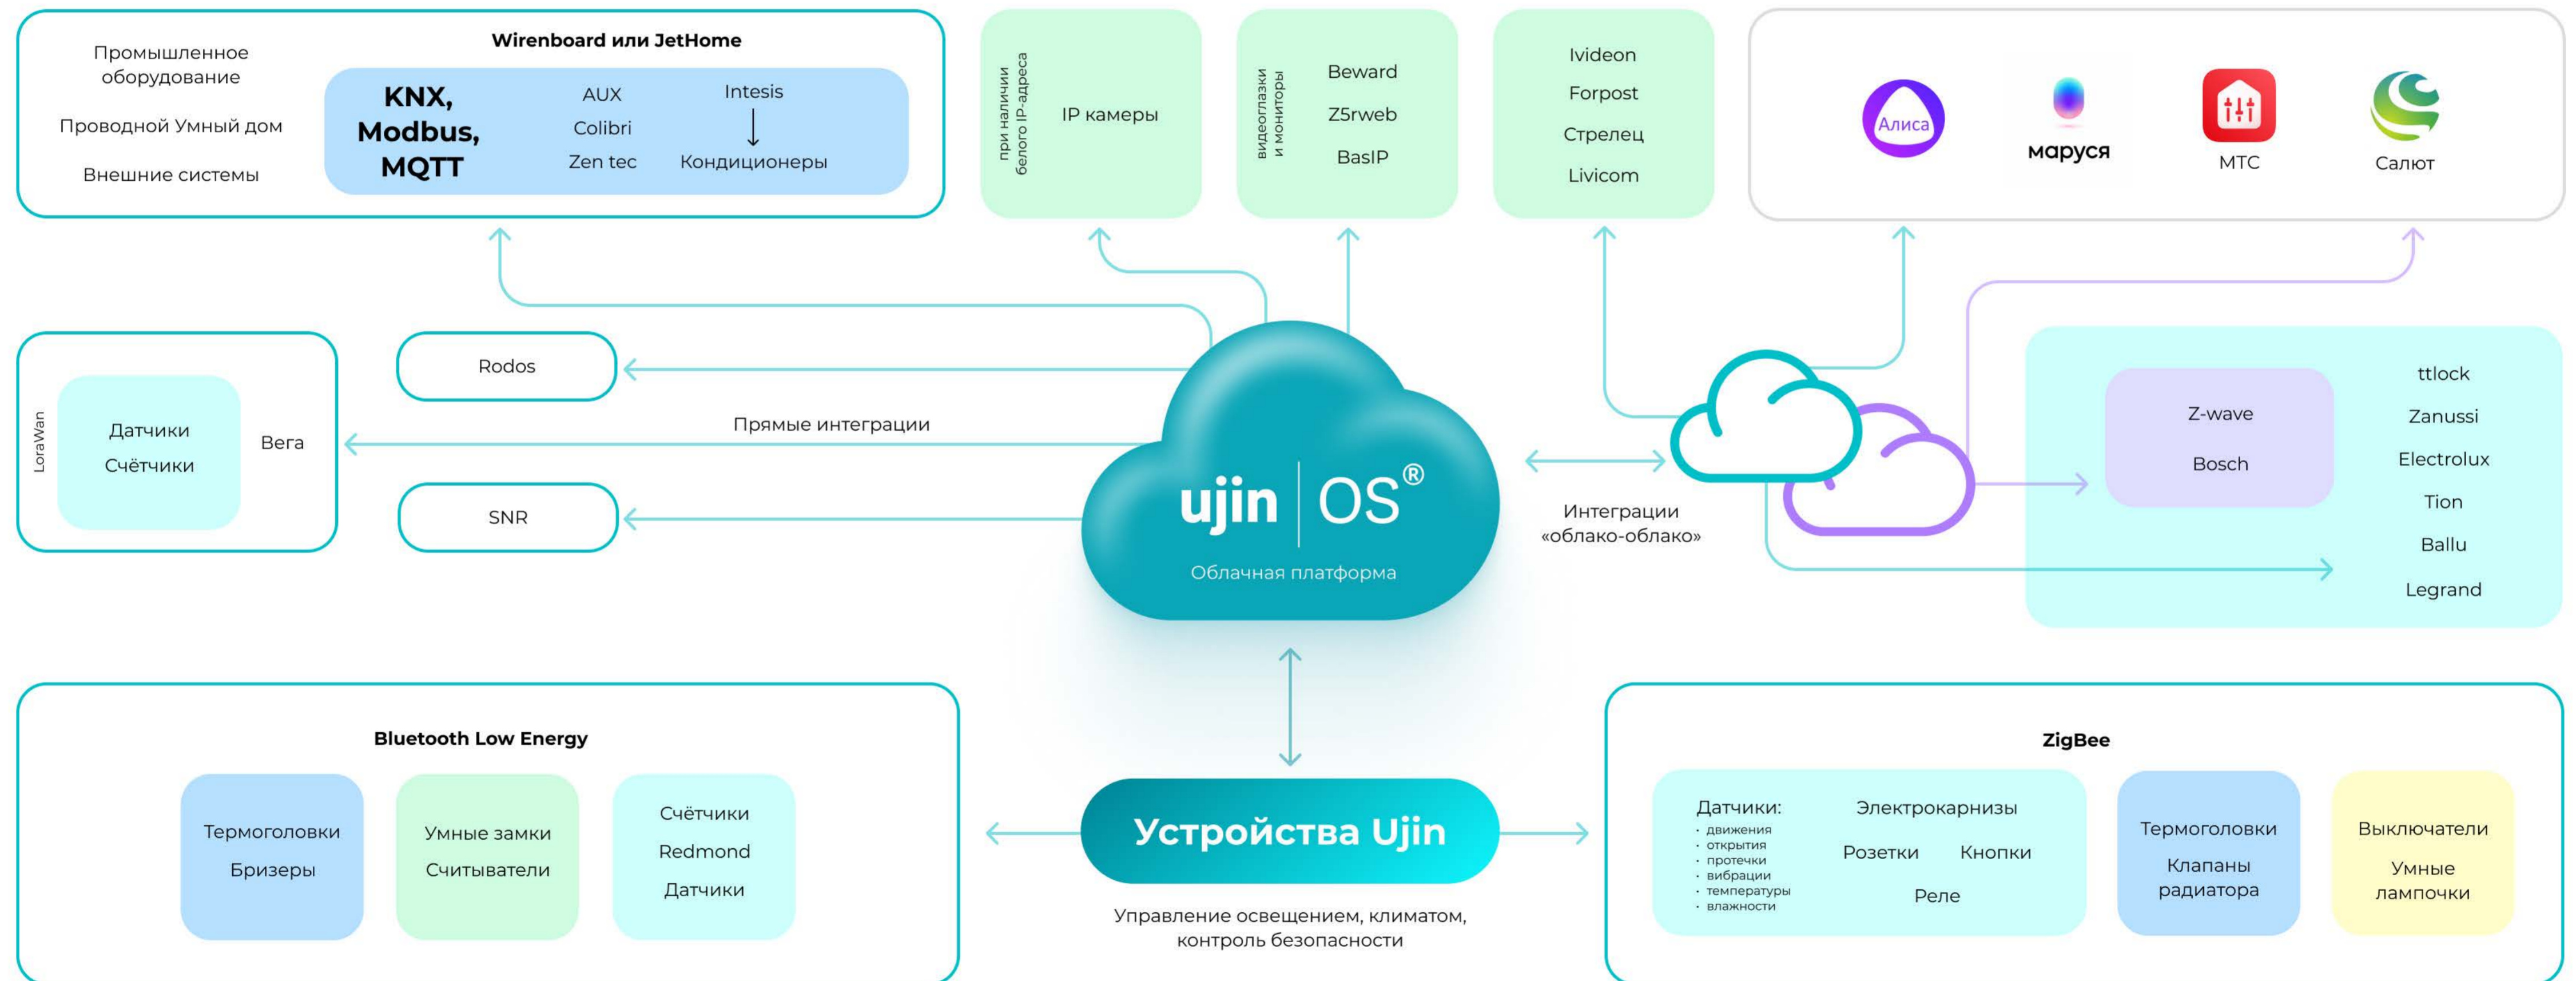 Промышленное
оборудование
Проводной Умный дом
Внешние системы
Wirenboard или JetHome
KNX,
Modbus,
MQTT
AUX
Colibri
Zen tec
Intesis
Кондиционеры
при наличии
белого IP-адреса
IP камеры
видеоглазки
и мониторы
Beward
Z5rweb
BasIP
Ivideon
Forpost
Стрелец
Livicom
Алиса
маруся
МТС
Салют
LoraWan
Датчики
Счётчики
Вега
Rodos
Прямые интеграции
SNR
ujin | OS®
Облачная платформа
Интеграции
«облако-облако»
Z-wave
Bosch
ttlock
Zanussi
Electrolux
Tion
Ballu
Legrand
Bluetooth Low Energy
Термоголовки
Бризеры
Умные замки
Считыватели
Счётчики
Redmond
Датчики
Устройства Ujin
Управление освещением, климатом,
контроль безопасности
ZigBee
Датчики:
· движения
· открытия
· протечки
· вибрации
· температуры
· влажности
Электрокарнизы
Розетки Кнопки
Реле
Термоголовки
Клапаны
радиатора
Выключатели
Умные
лампочки